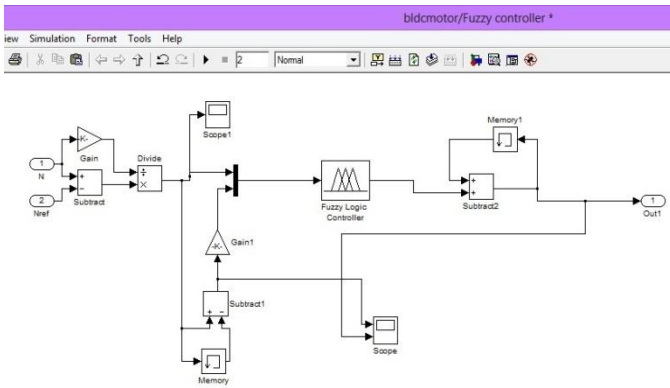 bldcmotor/Fuzzy controller *
iew Simulation Format Tools Help
2 Normal
Scope1
Memory1
-K-
Gain
Divide
1
N
+
−
Subtract
÷
×
2
Nref
Fuzzy Logic
Controller
+
+
Subtract2
1
Out1
-K-
Gain1
+ −
Subtract1
Scope
Memory